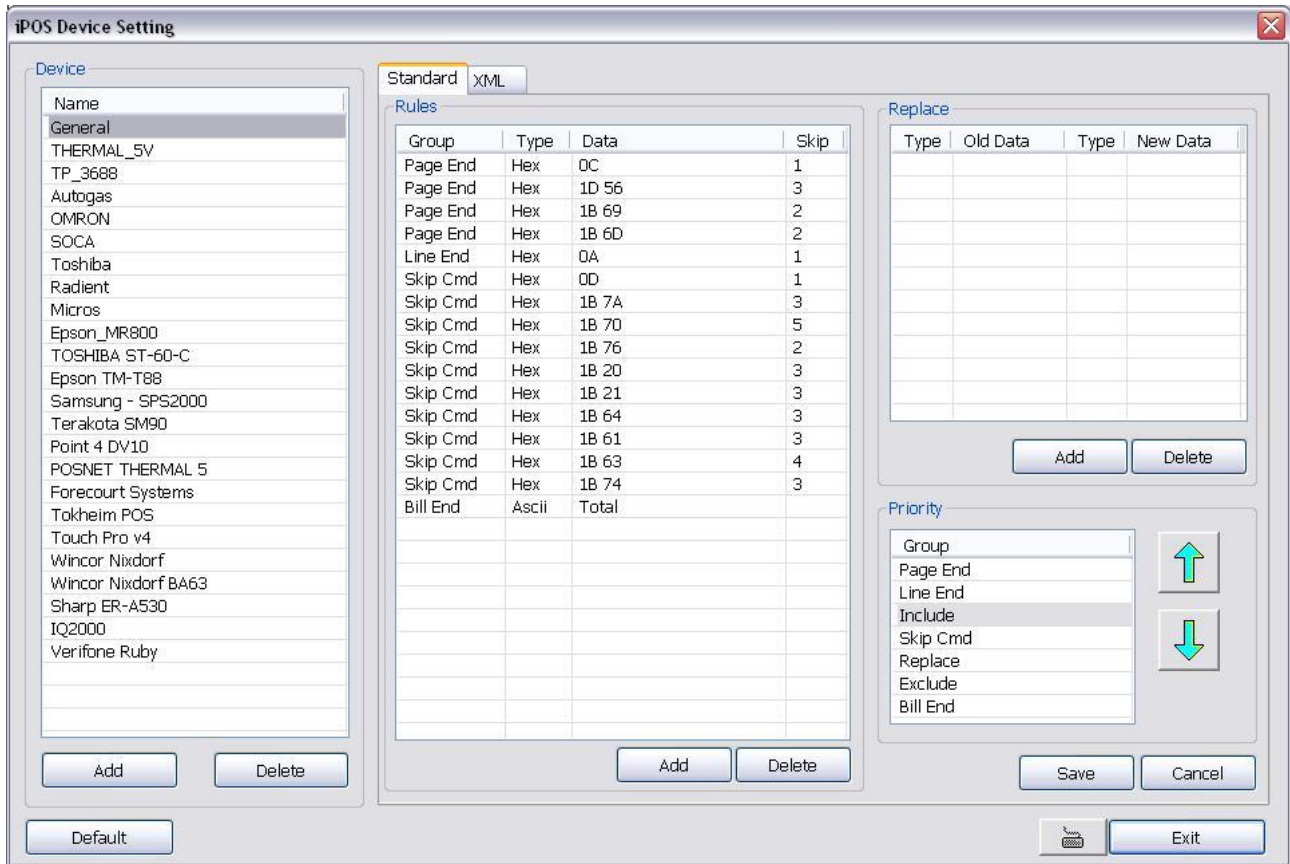 iPOS Device Setting
Device
Name
General
THERMAL_5V
TP_3688
Autogas
OMRON
SOCA
Toshiba
Radient
Micros
Epson_MR800
TOSHIBA ST-60-C
Epson TM-T88
Samsung - SPS2000
Terakota SM90
Point 4 DV10
POSNET THERMAL 5
Forecourt Systems
Tokheim POS
Touch Pro v4
Wincor Nixdorf
Wincor Nixdorf BA63
Sharp ER-A530
IQ2000
Verifone Ruby
Add Delete
Default
Standard XML
Rules
Group Type Data Skip
Page End Hex 0C 1
Page End Hex 1D 56 3
Page End Hex 1B 69 2
Page End Hex 1B 6D 2
Line End Hex 0A 1
Skip Cmd Hex 0D 1
Skip Cmd Hex 1B 7A 3
Skip Cmd Hex 1B 70 5
Skip Cmd Hex 1B 76 2
Skip Cmd Hex 1B 20 3
Skip Cmd Hex 1B 21 3
Skip Cmd Hex 1B 64 3
Skip Cmd Hex 1B 61 3
Skip Cmd Hex 1B 63 4
Skip Cmd Hex 1B 74 3
Bill End Ascii Total
Add Delete
Replace
Type Old Data Type New Data
Add Delete
Priority
Group
Page End
Line End
Include
Skip Cmd
Replace
Exclude
Bill End
Save Cancel
Exit